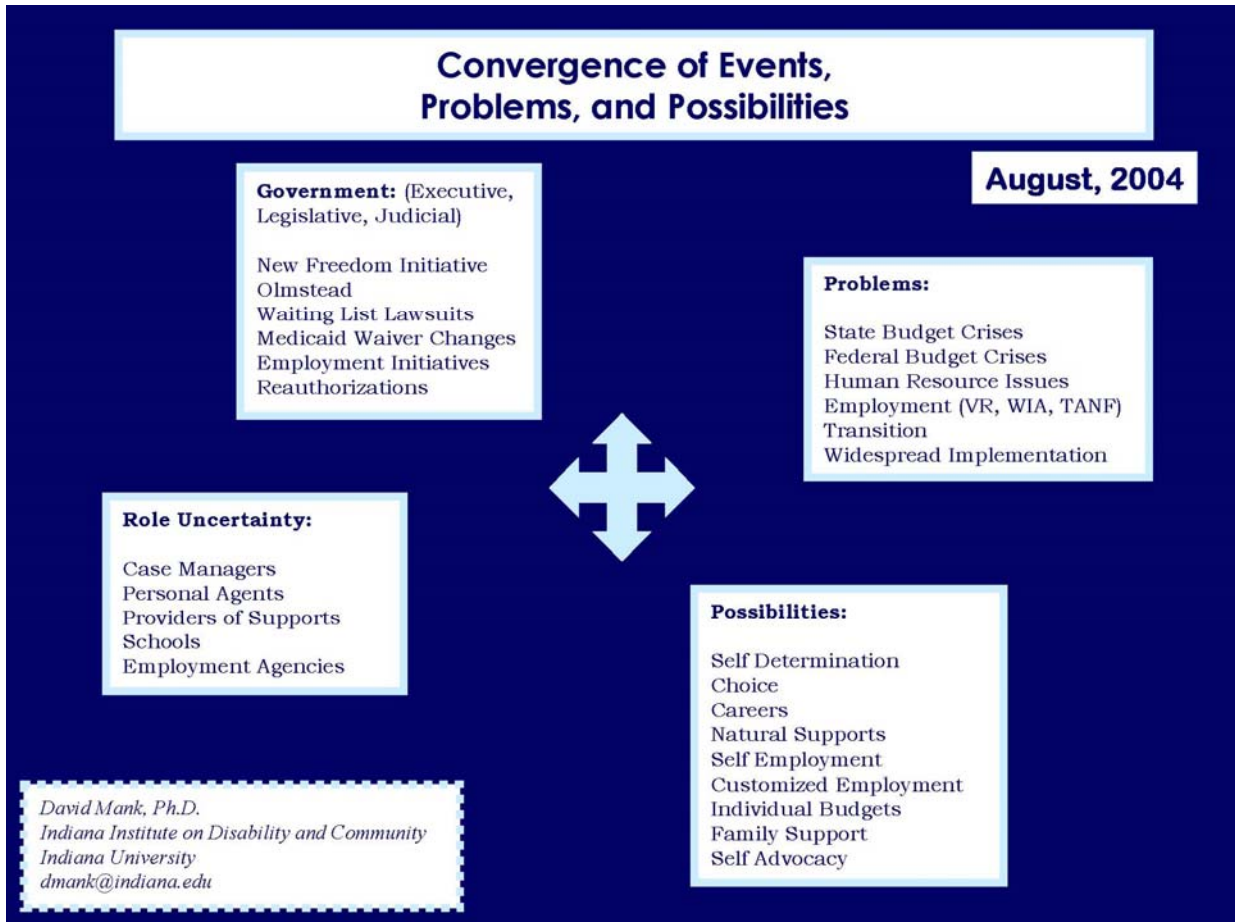 Convergence of Events,
Problems, and Possibilities
August, 2004
Government: (Executive,
Legislative, Judicial)
New Freedom Initiative
Olmstead
Waiting List Lawsuits
Medicaid Waiver Changes
Employment Initiatives
Reauthorizations
Problems:
State Budget Crises
Federal Budget Crises
Human Resource Issues
Employment (VR, WIA, TANF)
Transition
Widespread Implementation
Role Uncertainty:
Case Managers
Personal Agents
Providers of Supports
Schools
Employment Agencies
Possibilities:
Self Determination
Choice
Careers
Natural Supports
Self Employment
Customized Employment
Individual Budgets
Family Support
Self Advocacy
David Mank, Ph.D.
Indiana Institute on Disability and Community
Indiana University
dmank@indiana.edu